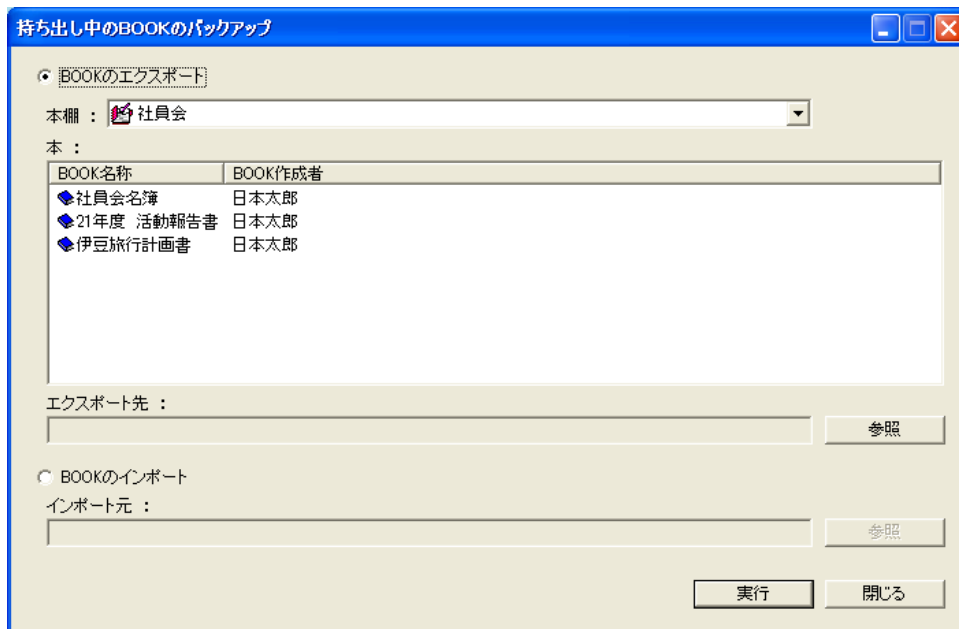 持ち出し中のBOOKのバックアップ
BOOKのエクスポート
本棚 : 社員会
本 :
BOOK名称 BOOK作成者
社員会名簿 日本太郎
21年度 活動報告書 日本太郎
伊豆旅行計画書 日本太郎
エクスポート先 :
参照
BOOKのインポート
インポート元 :
参照
実行 閉じる